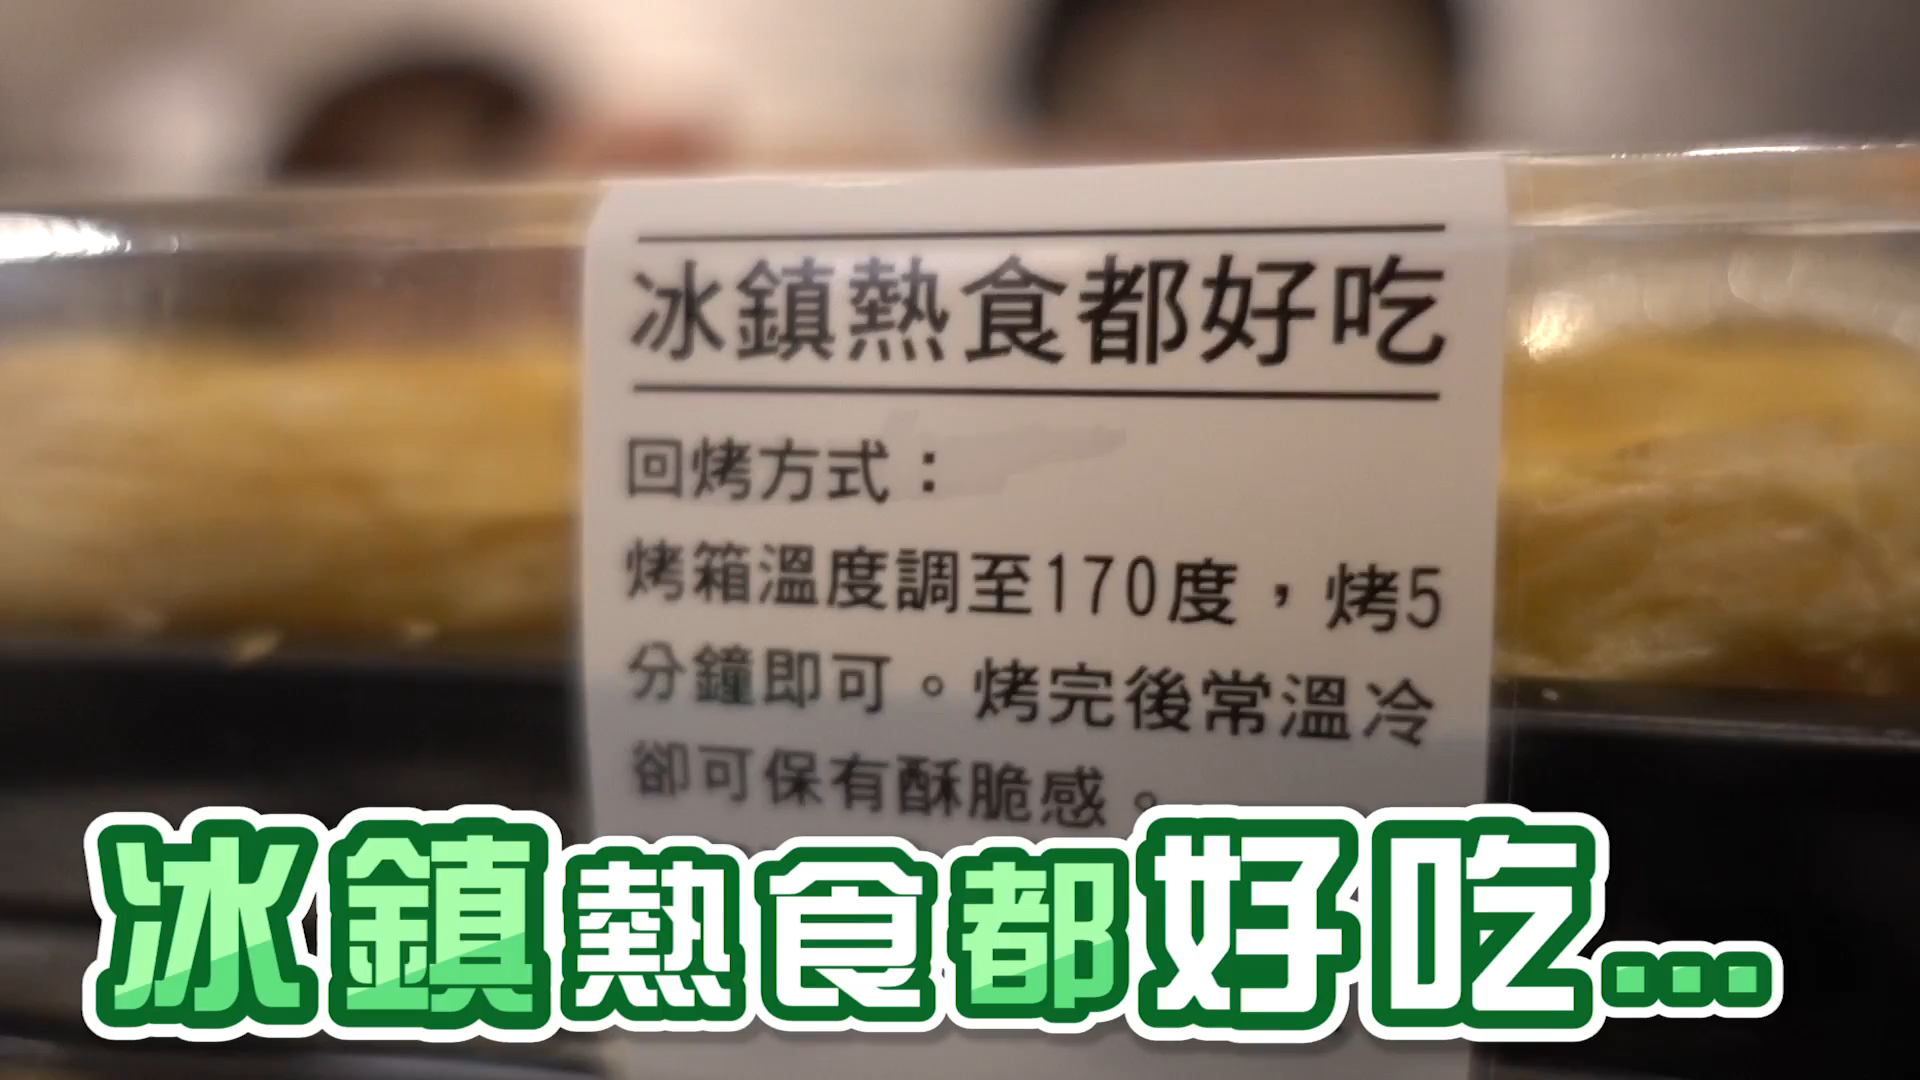 冰鎮熱食都好吃
回烤方式：
烤箱溫度調至170度，烤5
分鐘即可。烤完後常溫冷
卻可保有酥脆感。
冰鎮熱食都好吃...